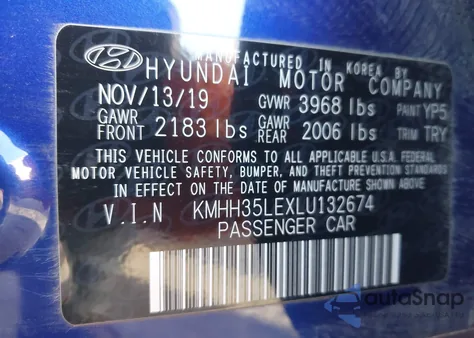 MANUFACTURED IN KOREA BY
HYUNDAI MOTOR COMPANY
NOV/13/19 GVWR 3968 lbs PAINT YP5
GAWR FRONT 2183 lbs GAWR REAR 2006 lbs TRIM TRY
THIS VEHICLE CONFORMS TO ALL APPLICABLE U.S.A. FEDERAL
MOTOR VEHICLE SAFETY, BUMPER, AND THEFT PREVENTION STANDARDS
IN EFFECT ON THE DATE OF MANUFACTURE SHOWN ABOVE.
V.I.N KMHH35LEXLU132674
PASSENGER CAR
autoSnap